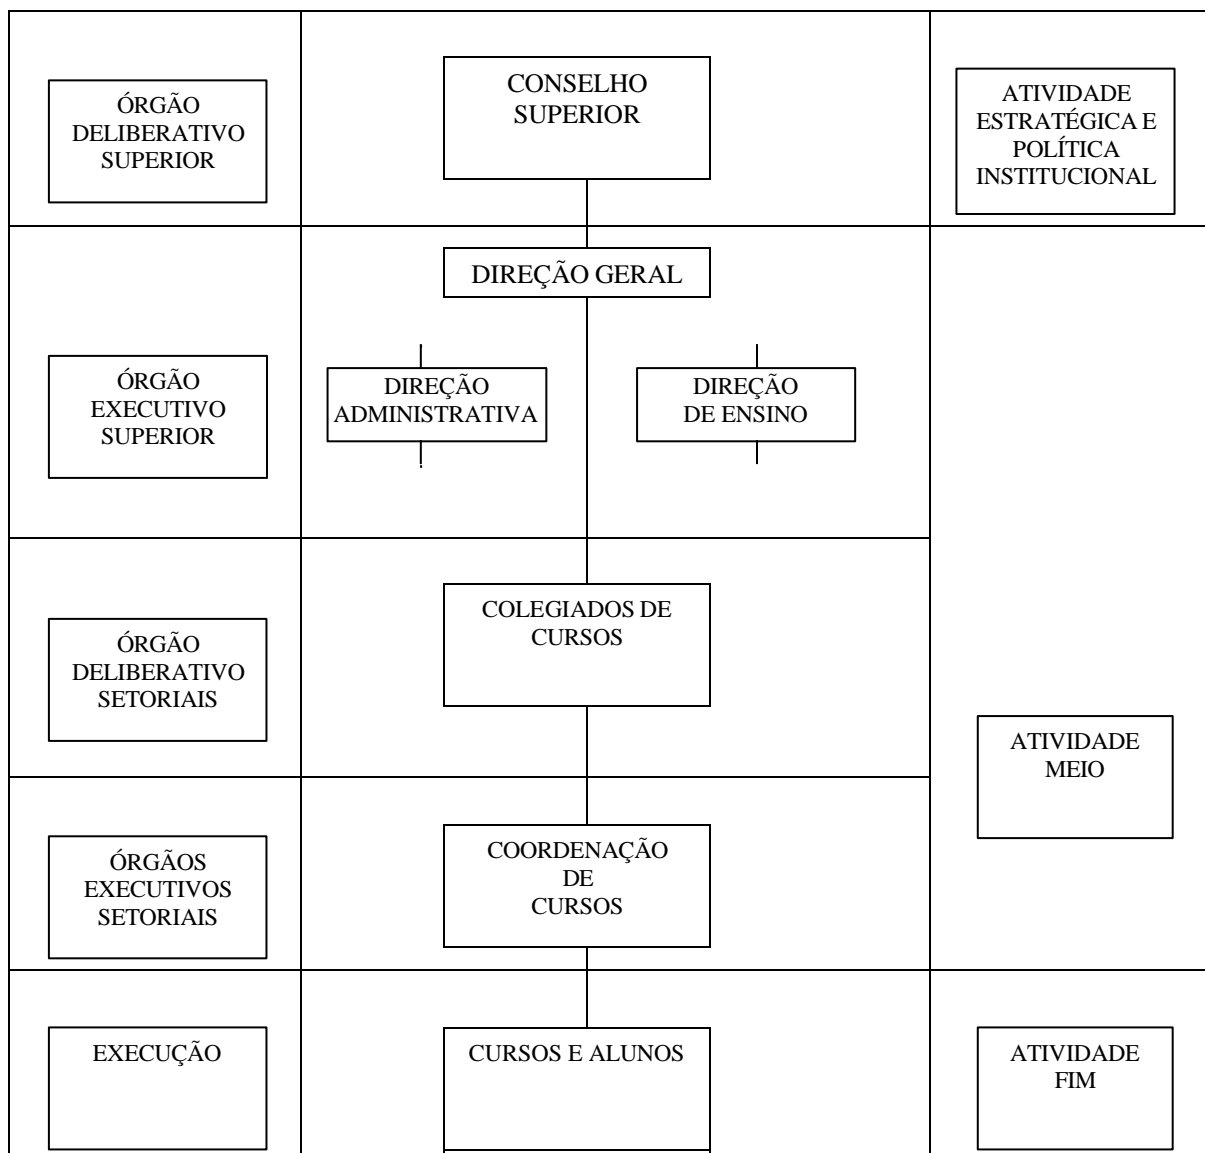 ÓRGÃO
DELIBERATIVO
SUPERIOR
CONSELHO
SUPERIOR
ATIVIDADE
ESTRATÉGICA E
POLÍTICA
INSTITUCIONAL
DIREÇÃO GERAL
ÓRGÃO
EXECUTIVO
SUPERIOR
DIREÇÃO
ADMINISTRATIVA
DIREÇÃO
DE ENSINO
ÓRGÃO
DELIBERATIVO
SETORIAIS
COLEGIADOS DE
CURSOS
ATIVIDADE
MEIO
ÓRGÃOS
EXECUTIVOS
SETORIAIS
COORDENAÇÃO
DE
CURSOS
EXECUÇÃO
CURSOS E ALUNOS
ATIVIDADE
FIM